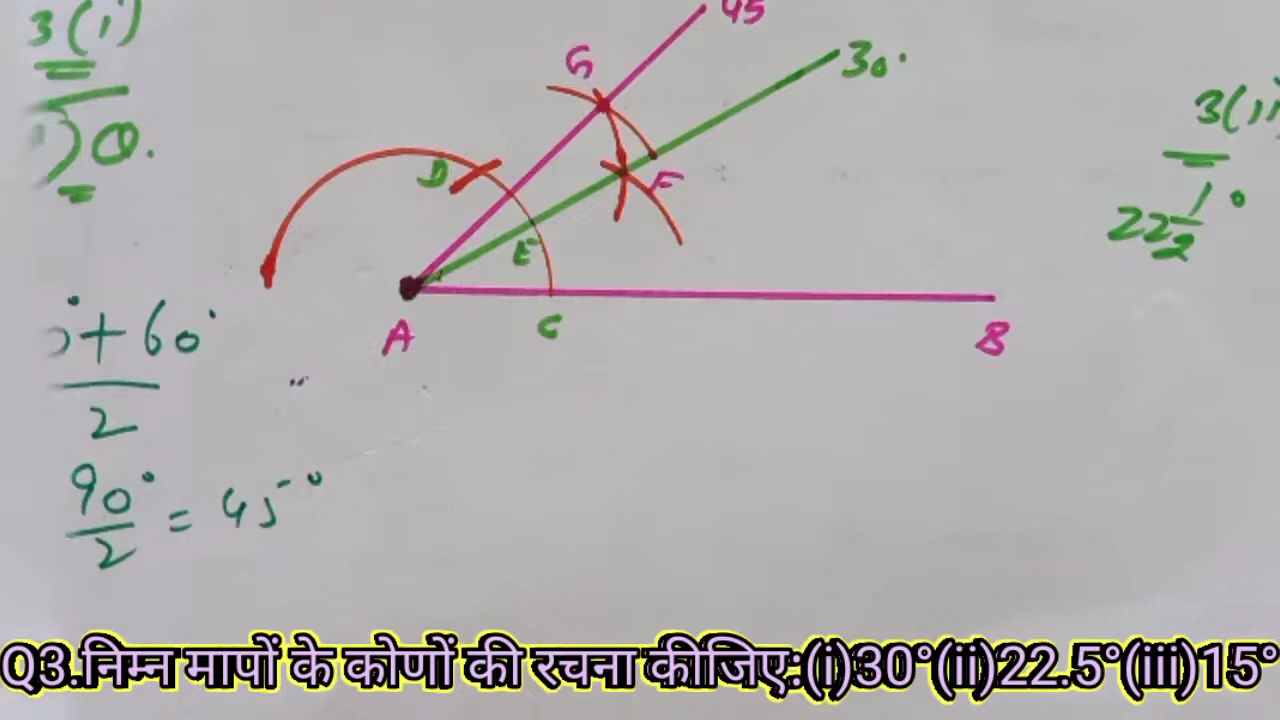 3(i)
45
G
30°
3(ii
Q.
D
F
22 1/2°
E
A
C
B
+ 60°
2
90°/2 = 45°
Q3.निम्न मापों के कोणों की रचना कीजिए:(i)30°(ii)22.5°(iii)15°